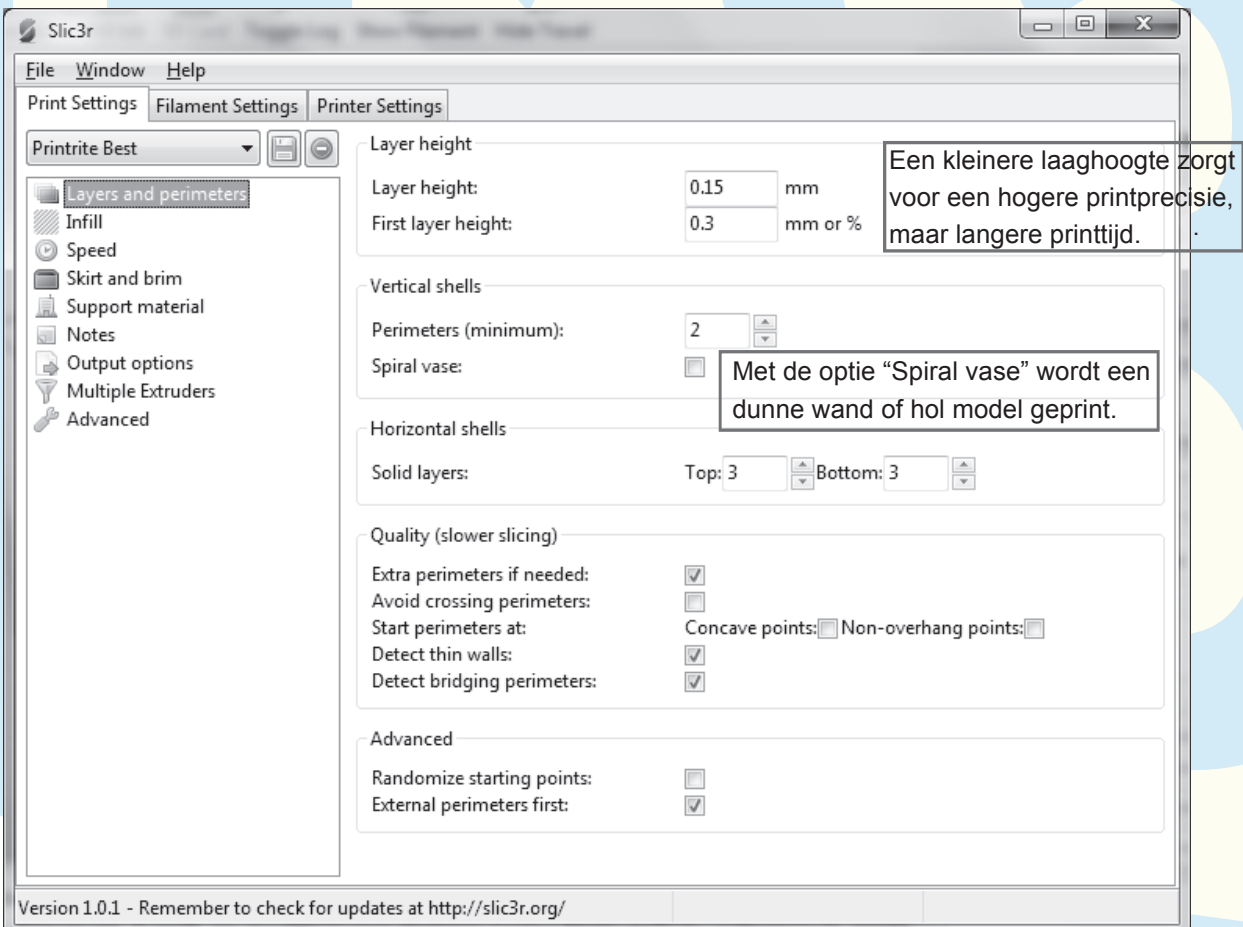 Slic3r
File Window Help
Print Settings Filament Settings Printer Settings
Printrite Best
Layers and perimeters
Infill
Speed
Skirt and brim
Support material
Notes
Output options
Multiple Extruders
Advanced
Layer height
Layer height: 0.15 mm
First layer height: 0.3 mm or %
Een kleinere laaghoogte zorgt
voor een hogere printprecisie,
maar langere printtijd. .
Vertical shells
Perimeters (minimum): 2
Spiral vase:
Met de optie “Spiral vase” wordt een
dunne wand of hol model geprint.
Horizontal shells
Solid layers: Top: 3 Bottom: 3
Quality (slower slicing)
Extra perimeters if needed:
Avoid crossing perimeters:
Start perimeters at: Concave points: Non-overhang points:
Detect thin walls:
Detect bridging perimeters:
Advanced
Randomize starting points:
External perimeters first:
Version 1.0.1 - Remember to check for updates at http://slic3r.org/